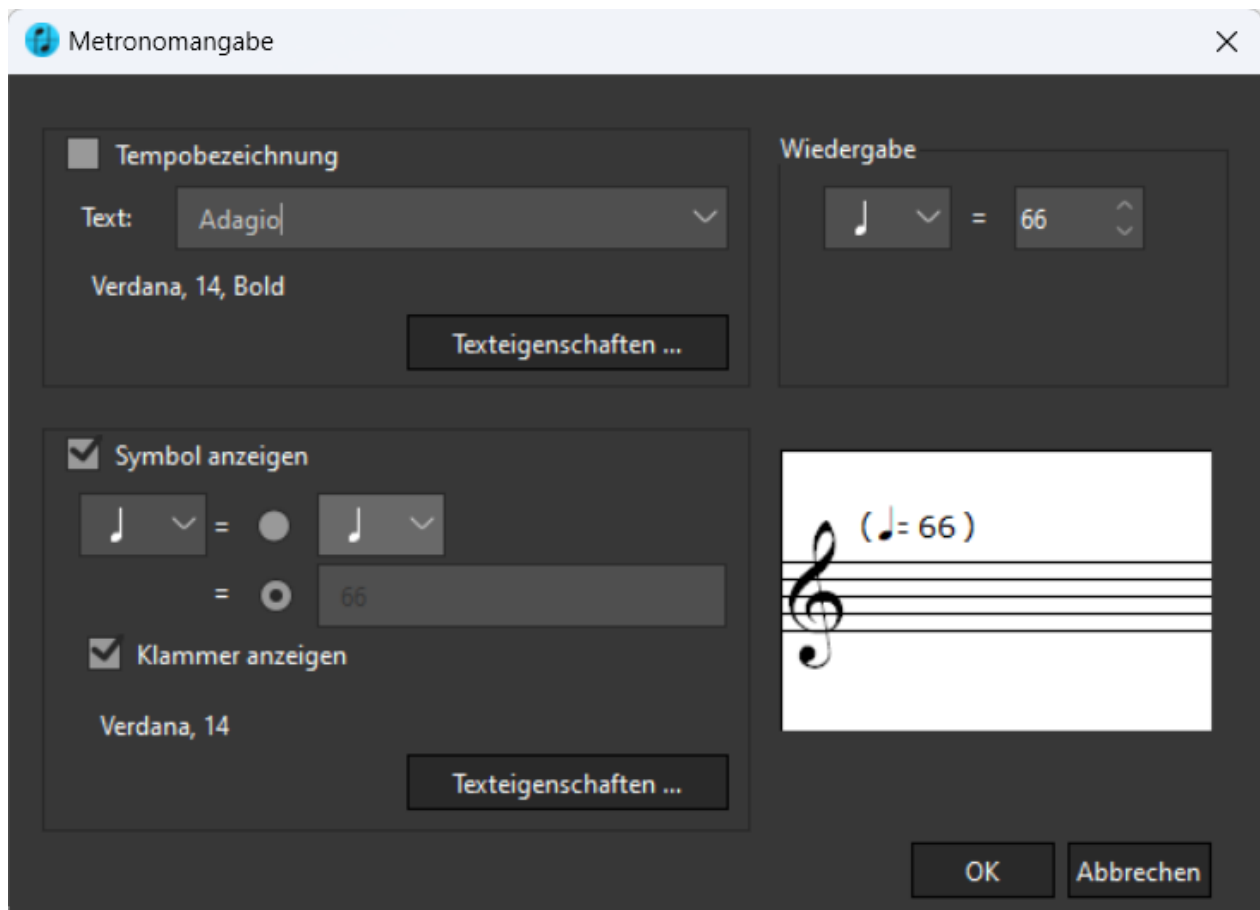 Metronomangabe
Tempobezeichnung
Text: Adagio
Verdana, 14, Bold
Texteigenschaften ...
Wiedergabe
= 66
Symbol anzeigen
=
= 66
Klammer anzeigen
Verdana, 14
Texteigenschaften ...
(♩= 66)
OK
Abbrechen